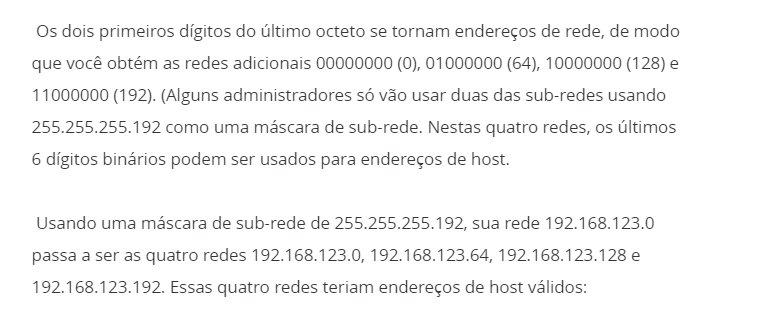 Os dois primeiros dígitos do último octeto se tornam endereços de rede, de modo
que você obtém as redes adicionais 00000000 (0), 01000000 (64), 10000000 (128) e
11000000 (192). (Alguns administradores só vão usar duas das sub-redes usando
255.255.255.192 como uma máscara de sub-rede. Nestas quatro redes, os últimos
6 dígitos binários podem ser usados para endereços de host.
Usando uma máscara de sub-rede de 255.255.255.192, sua rede 192.168.123.0
passa a ser as quatro redes 192.168.123.0, 192.168.123.64, 192.168.123.128 e
192.168.123.192. Essas quatro redes teriam endereços de host válidos: